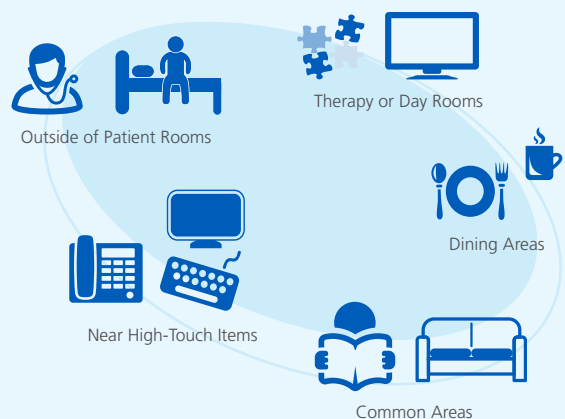 Therapy or Day Rooms
Outside of Patient Rooms
Dining Areas
Near High-Touch Items
Common Areas